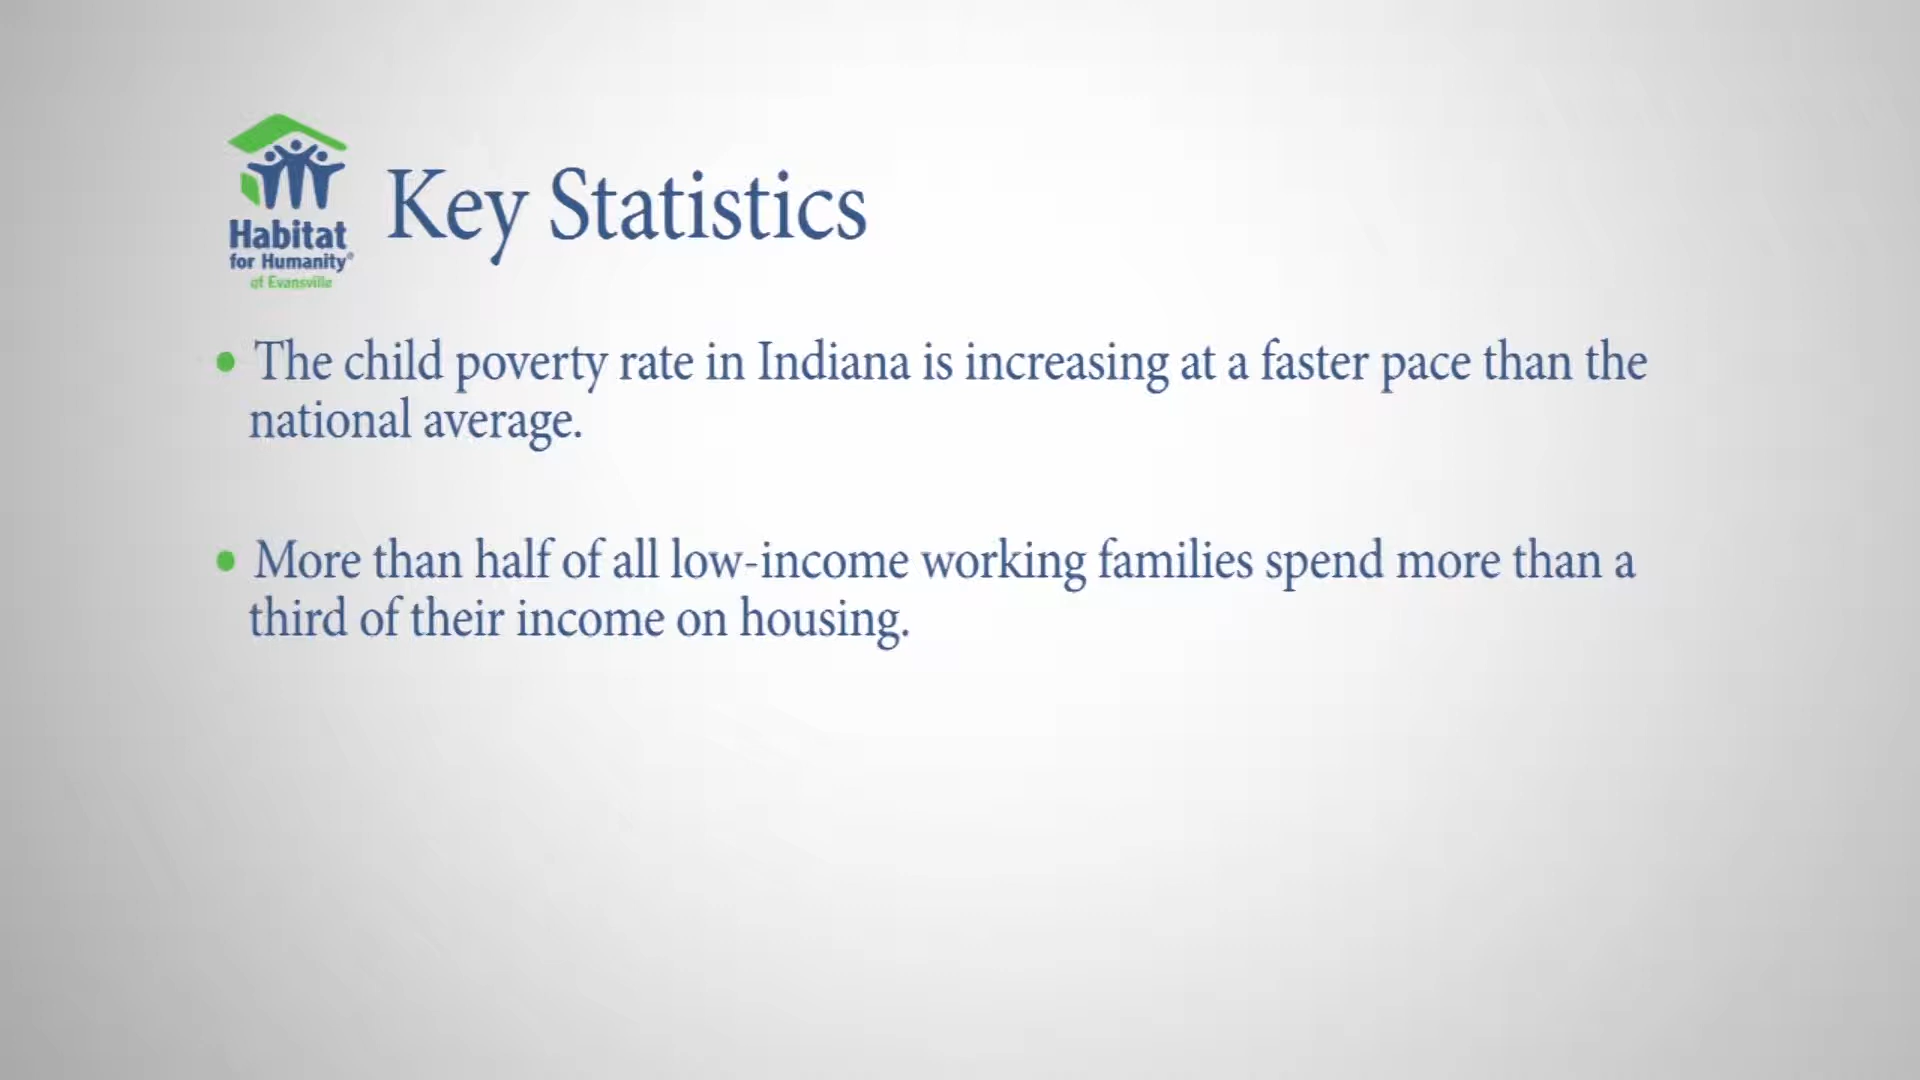 Habitat
for Humanity®
of Evansville
Key Statistics
• The child poverty rate in Indiana is increasing at a faster pace than the
national average.
• More than half of all low-income working families spend more than a
third of their income on housing.